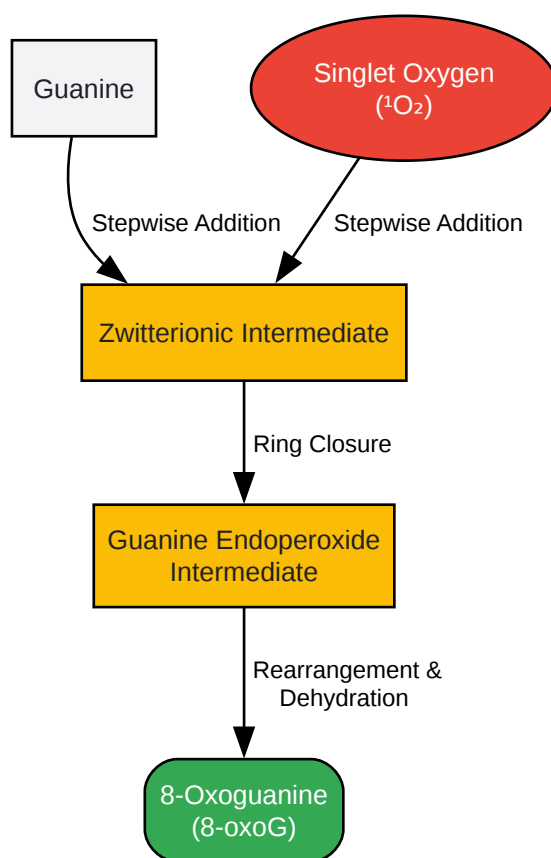 Guanine
Singlet Oxygen
(¹O₂)
Stepwise Addition
Stepwise Addition
Zwitterionic Intermediate
Ring Closure
Guanine Endoperoxide
Intermediate
Rearrangement &
Dehydration
8-Oxoguanine
(8-oxoG)